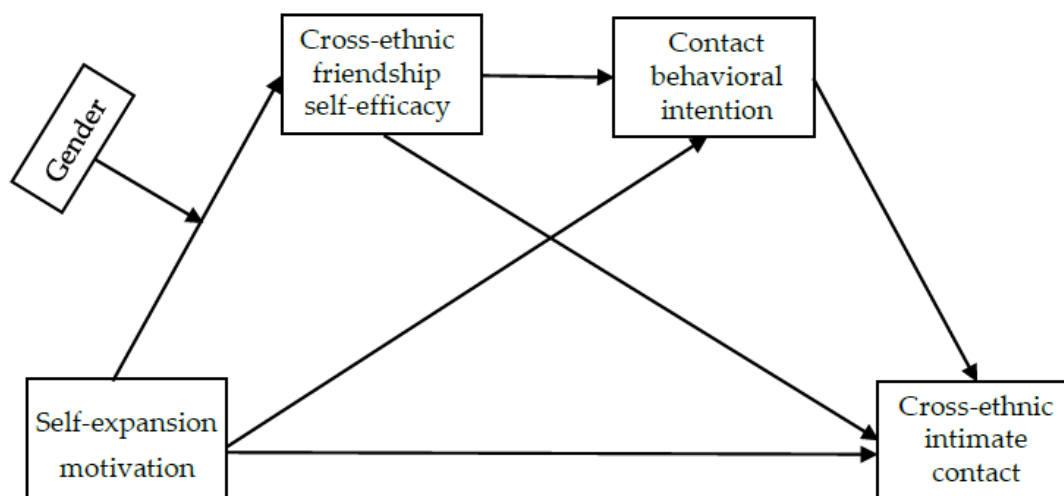 Cross-ethnic
friendship
self-efficacy
Contact
behavioral
intention
Gender
Self-expansion
motivation
Cross-ethnic
intimate
contact